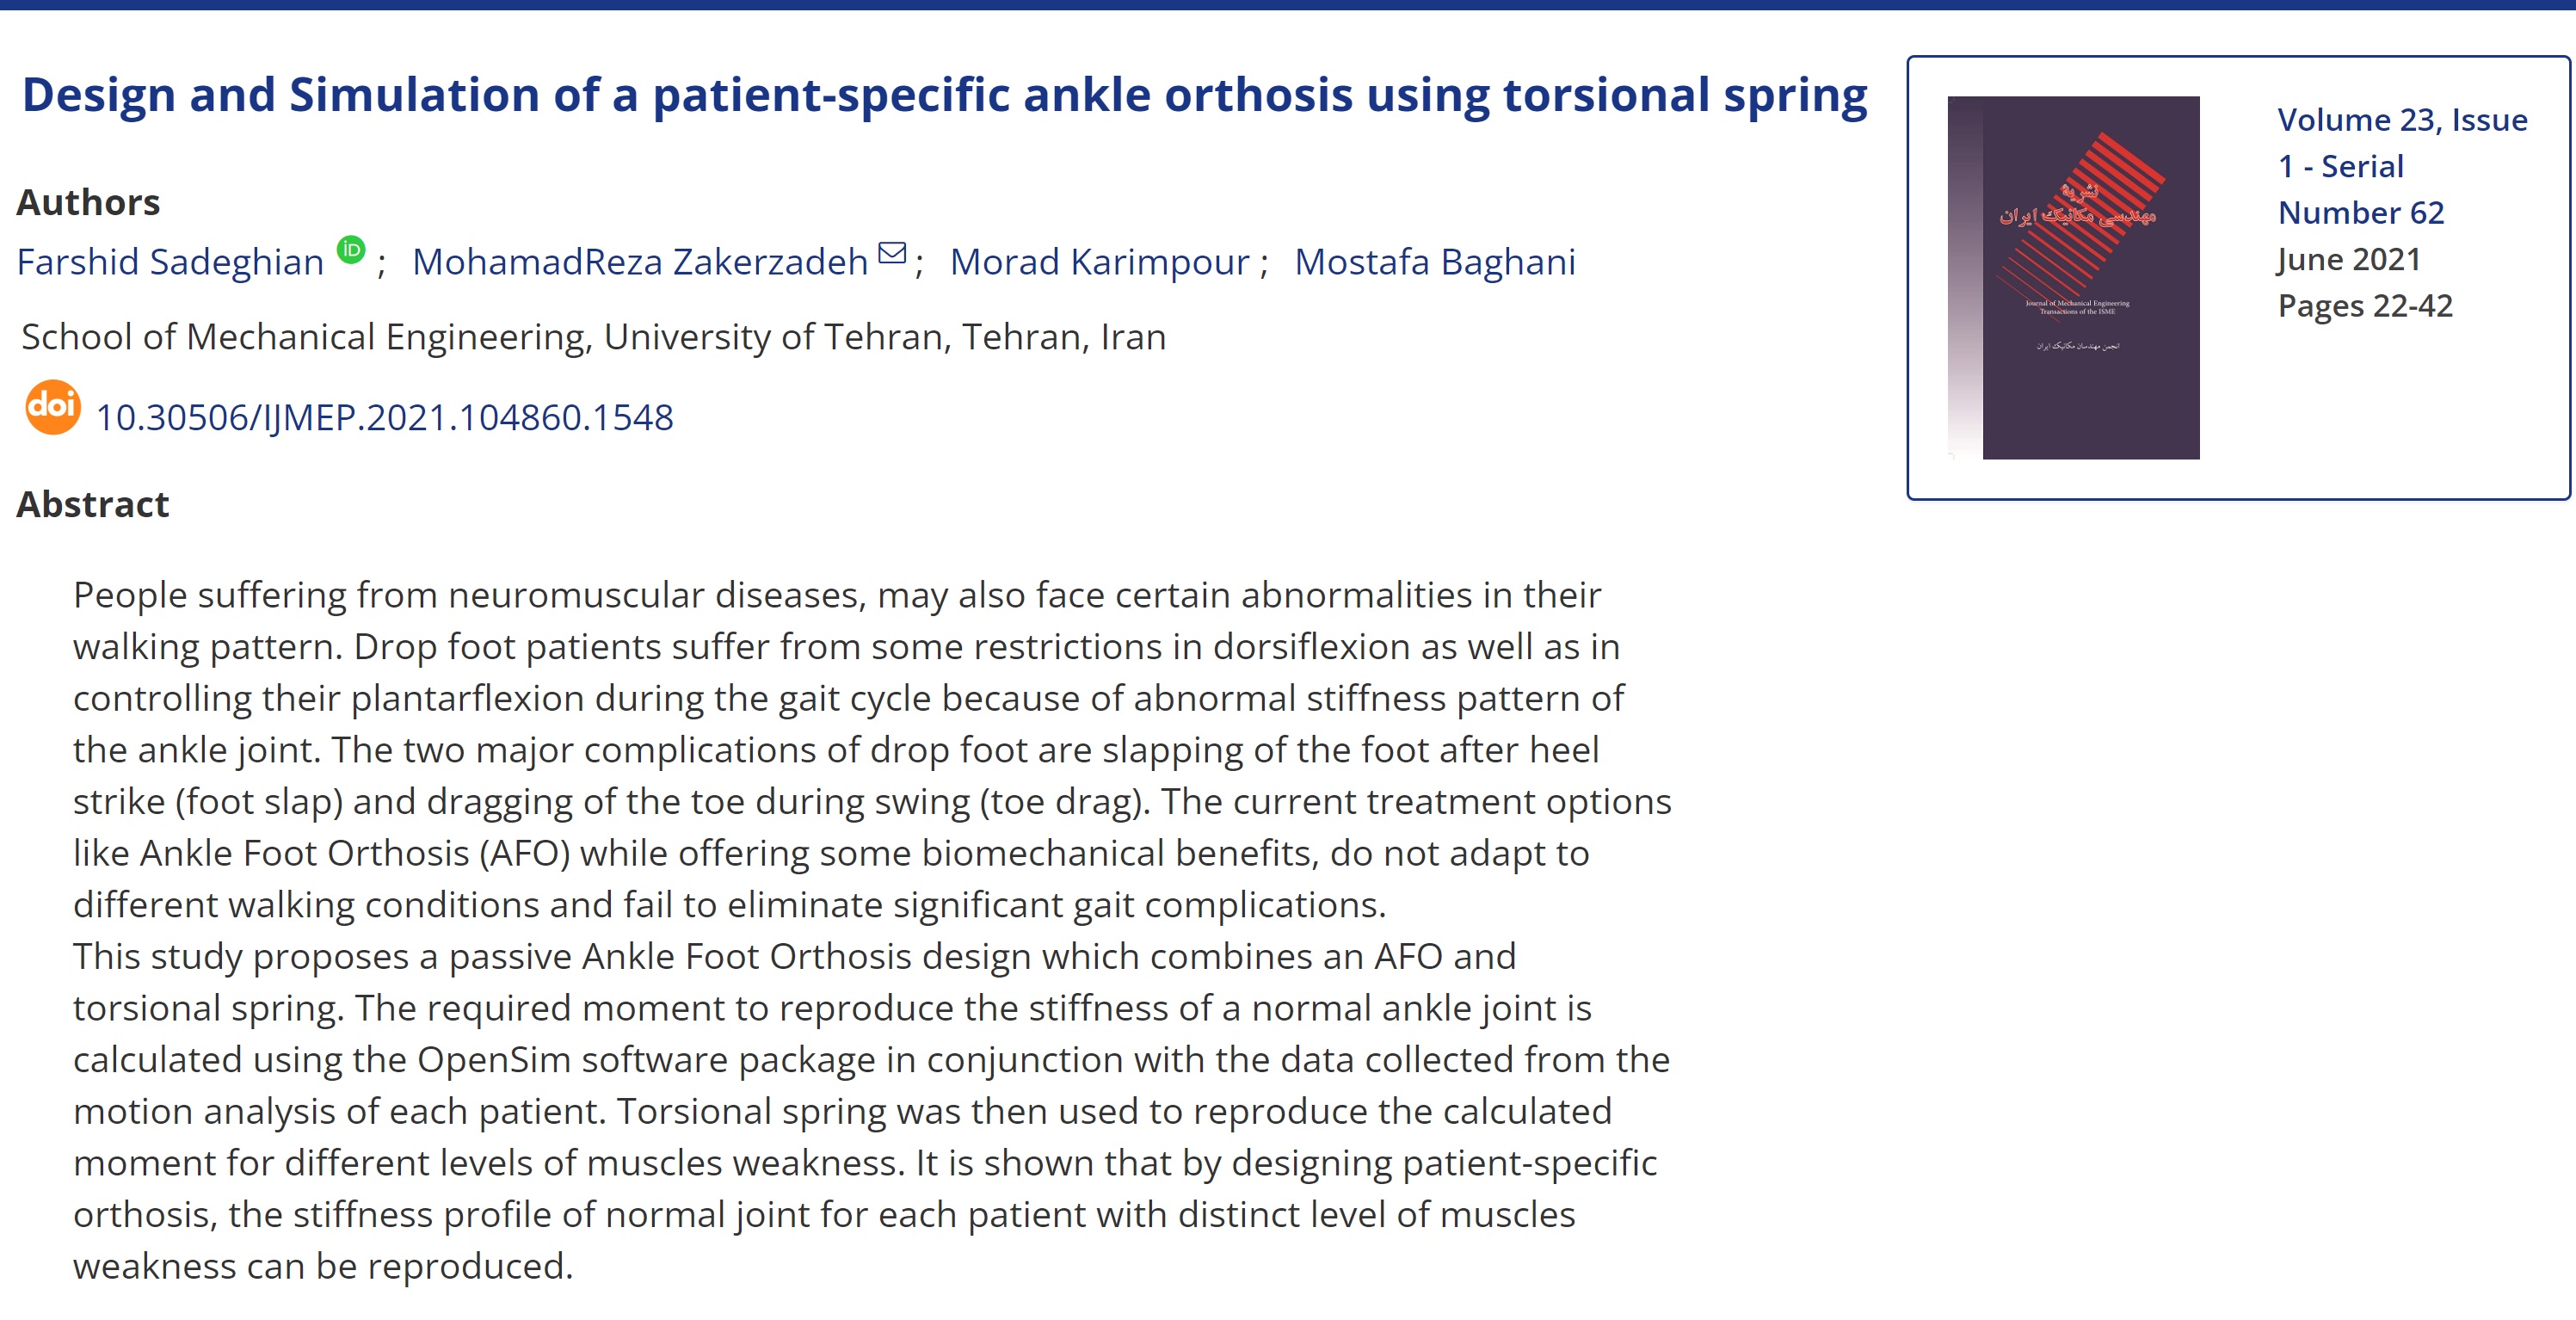 Design and Simulation of a patient-specific ankle orthosis using torsional spring
Authors
Farshid Sadeghian iD ; MohamadReza Zakerzadeh ; Morad Karimpour ; Mostafa Baghani
School of Mechanical Engineering, University of Tehran, Tehran, Iran
doi 10.30506/IJMEP.2021.104860.1548
Abstract
People suffering from neuromuscular diseases, may also face certain abnormalities in their
walking pattern. Drop foot patients suffer from some restrictions in dorsiflexion as well as in
controlling their plantarflexion during the gait cycle because of abnormal stiffness pattern of
the ankle joint. The two major complications of drop foot are slapping of the foot after heel
strike (foot slap) and dragging of the toe during swing (toe drag). The current treatment options
like Ankle Foot Orthosis (AFO) while offering some biomechanical benefits, do not adapt to
different walking conditions and fail to eliminate significant gait complications.
This study proposes a passive Ankle Foot Orthosis design which combines an AFO and
torsional spring. The required moment to reproduce the stiffness of a normal ankle joint is
calculated using the OpenSim software package in conjunction with the data collected from the
motion analysis of each patient. Torsional spring was then used to reproduce the calculated
moment for different levels of muscles weakness. It is shown that by designing patient-specific
orthosis, the stiffness profile of normal joint for each patient with distinct level of muscles
weakness can be reproduced.
نشریه
مهندسی مکانیک ایران
Journal of Mechanical Engineering
Transactions of the ISME
انجمن مهندسان مکانیک ایران
Volume 23, Issue
1 - Serial
Number 62
June 2021
Pages 22-42